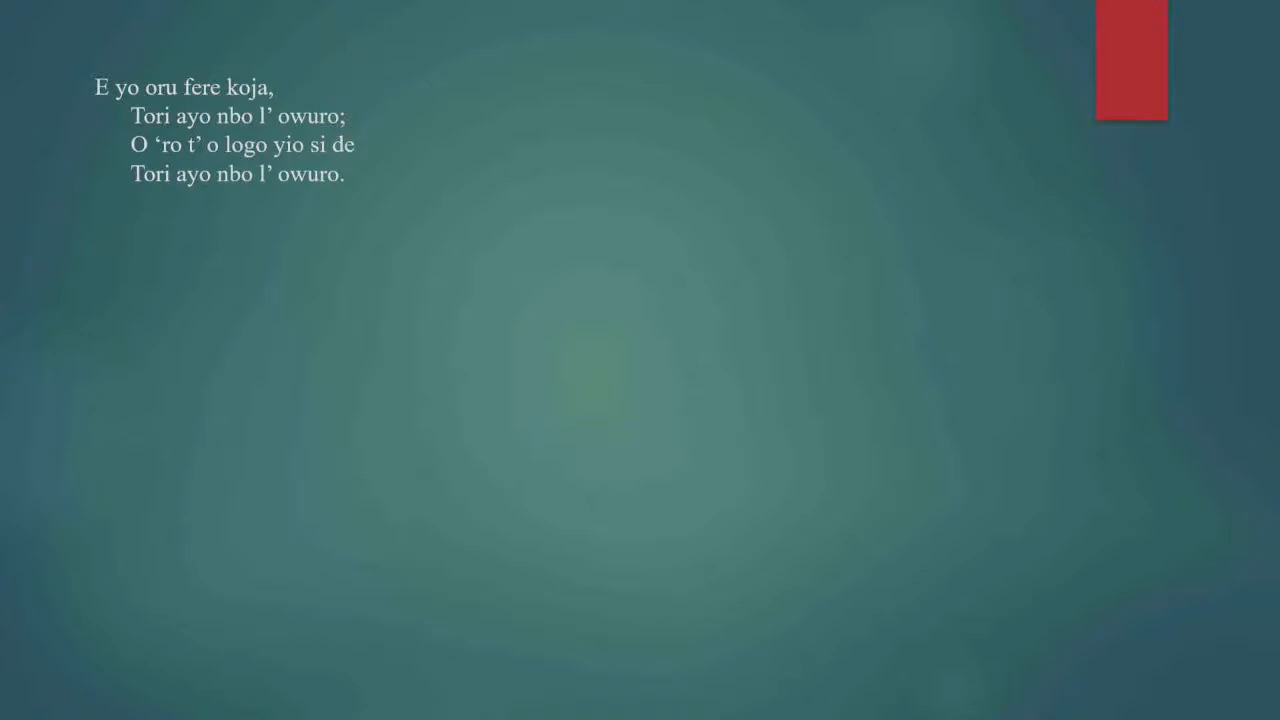 E yo oru fere koja,
Tori ayo nbo l’ owuro;
O ‘ro t’ o logo yio si de
Tori ayo nbo l’ owuro.